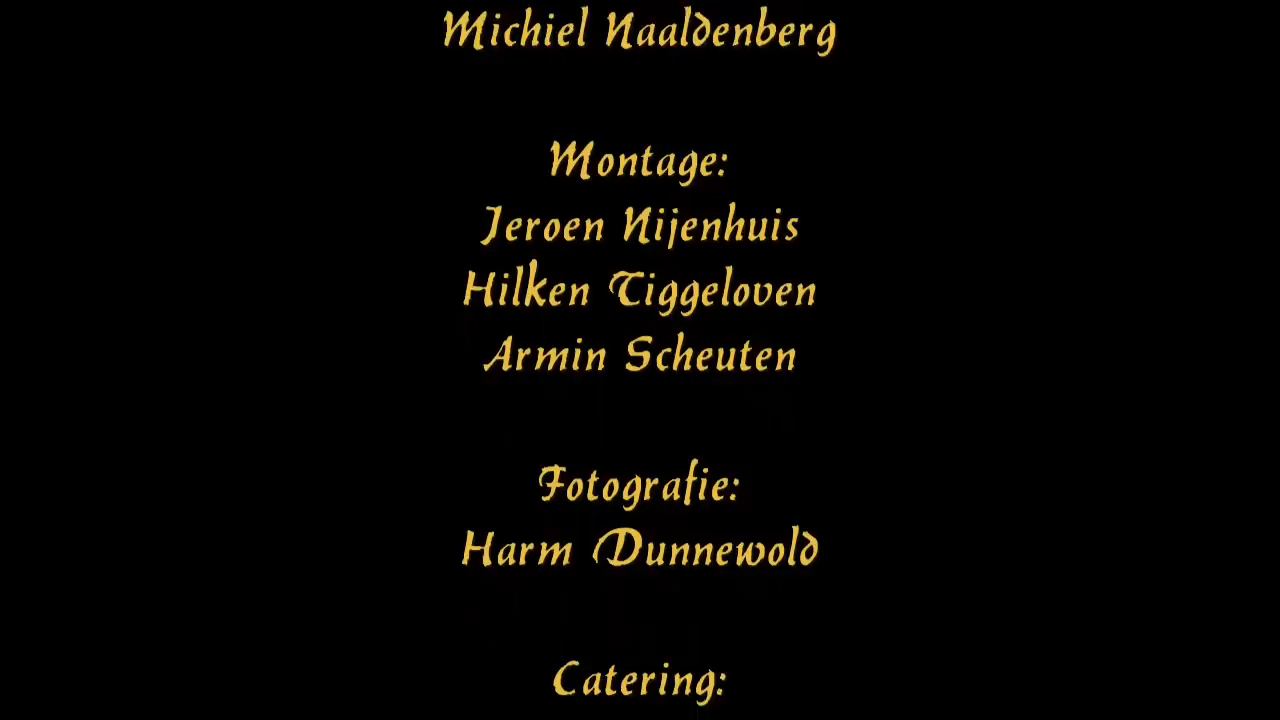 Michiel Naaldenberg
Montage:
Jeroen Nijenhuis
Hilken Tiggeloven
Armin Scheuten
Fotografie:
Harm Dunnewold
Catering: